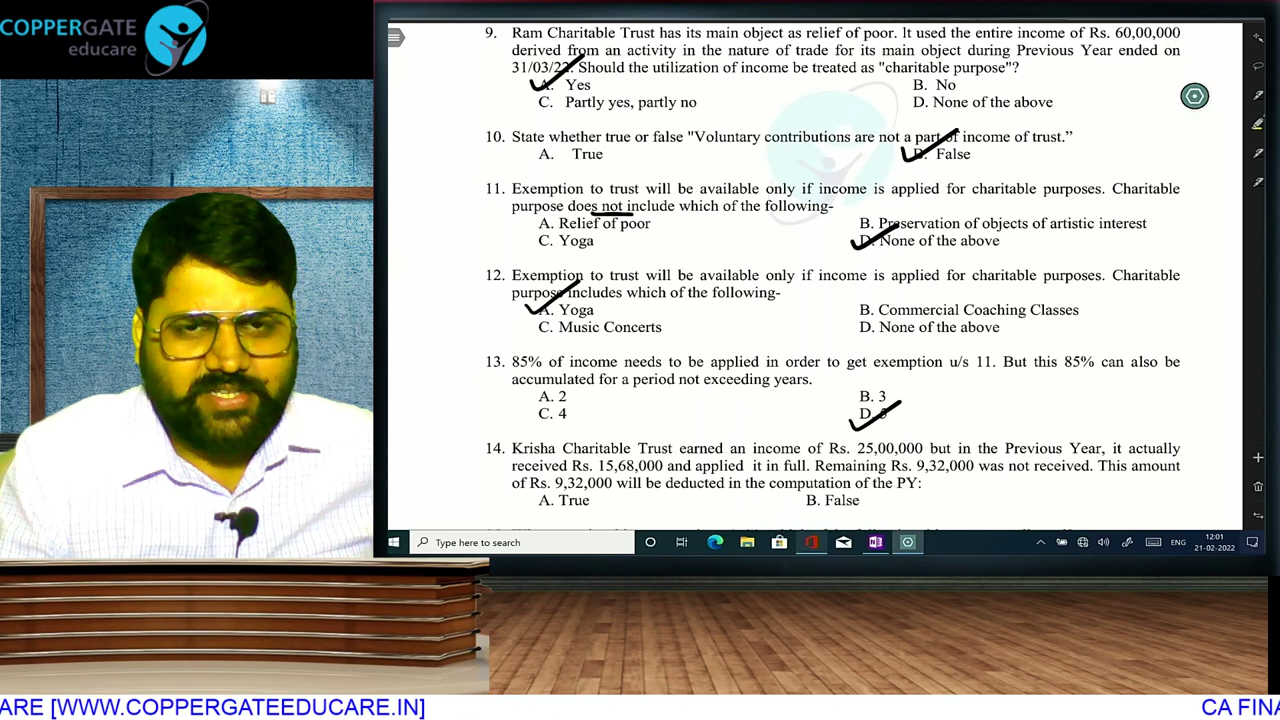 COPPERGATE
educare
9. Ram Charitable Trust has its main object as relief of poor. It used the entire income of Rs. 60,00,000
derived from an activity in the nature of trade for its main object during Previous Year ended on
31/03/22. Should the utilization of income be treated as "charitable purpose"?
A. Yes B. No
C. Partly yes, partly no D. None of the above
10. State whether true or false "Voluntary contributions are not a part of income of trust.”
A. True B. False
11. Exemption to trust will be available only if income is applied for charitable purposes. Charitable
purpose does not include which of the following-
A. Relief of poor B. Preservation of objects of artistic interest
C. Yoga D. None of the above
12. Exemption to trust will be available only if income is applied for charitable purposes. Charitable
purpose includes which of the following-
A. Yoga B. Commercial Coaching Classes
C. Music Concerts D. None of the above
13. 85% of income needs to be applied in order to get exemption u/s 11. But this 85% can also be
accumulated for a period not exceeding years.
A. 2 B. 3
C. 4 D. 5
14. Krisha Charitable Trust earned an income of Rs. 25,00,000 but in the Previous Year, it actually
received Rs. 15,68,000 and applied it in full. Remaining Rs. 9,32,000 was not received. This amount
of Rs. 9,32,000 will be deducted in the computation of the PY:
A. True B. False
Type here to search
ENG
12:01
21-02-2022
ARE [WWW.COPPERGATEEDUCARE.IN] CA FINA